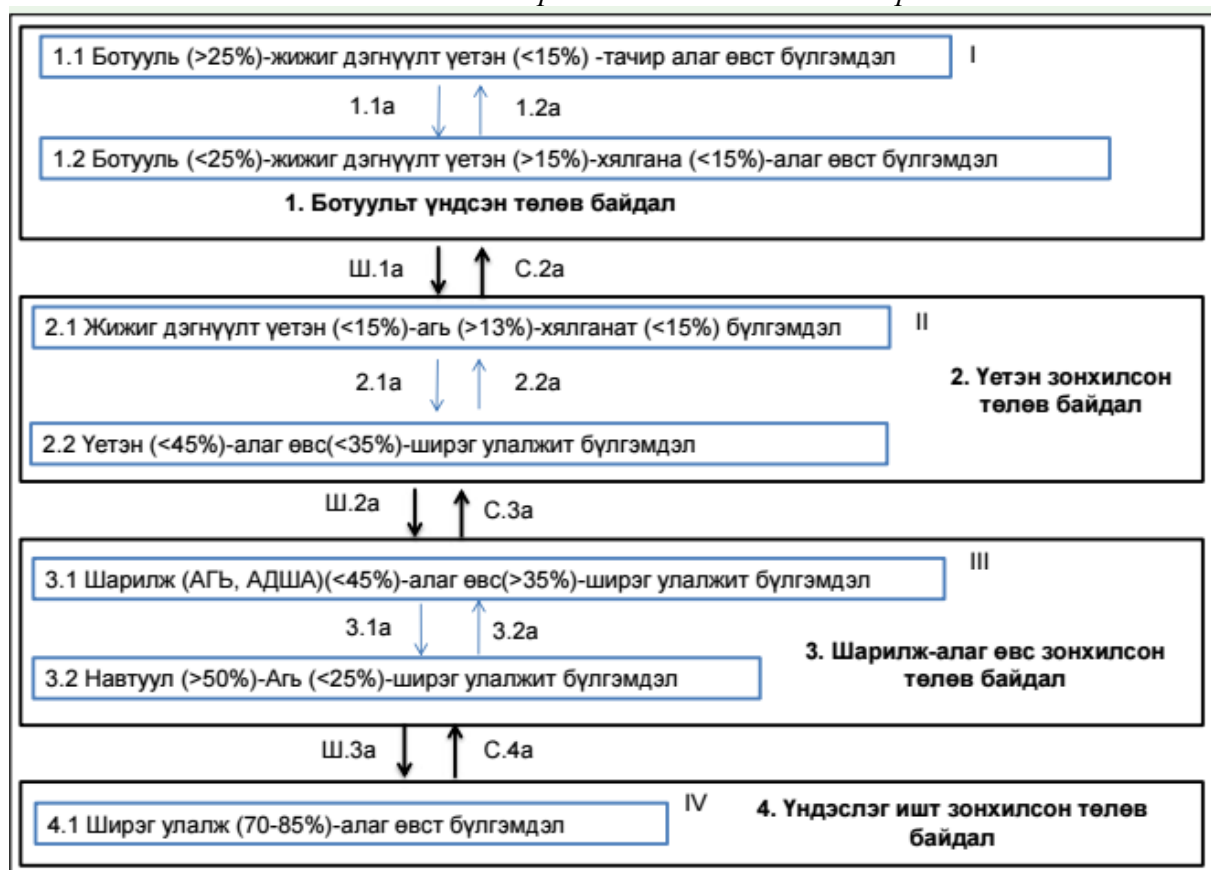 1.1 Ботууль (>25%)-жижиг дэгнүүлт үетэн (<15%) -тачир алаг өвст бүлгэмдэл
I
1.1а
1.2а
1.2 Ботууль (<25%)-жижиг дэгнүүлт үетэн (>15%)-хялгана (<15%)-алаг өвст бүлгэмдэл
1. Ботуульт үндсэн төлөв байдал
Ш.1а
С.2а
2.1 Жижиг дэгнүүлт үетэн (<15%)-агь (>13%)-хялганат (<15%) бүлгэмдэл
II
2.1а
2.2а
2. Үетэн зонхилсон
төлөв байдал
2.2 Үетэн (<45%)-алаг өвс(<35%)-ширэг улалжит бүлгэмдэл
Ш.2а
С.3а
3.1 Шарилж (АГЬ, АДША)(<45%)-алаг өвс(>35%)-ширэг улалжит бүлгэмдэл
III
3.1а
3.2а
3. Шарилж-алаг өвс зонхилсон
төлөв байдал
3.2 Навтуул (>50%)-Агь (<25%)-ширэг улалжит бүлгэмдэл
Ш.3а
С.4а
4.1 Ширэг улалж (70-85%)-алаг өвст бүлгэмдэл
IV
4. Үндэслэг ишт зонхилсон төлөв
байдал